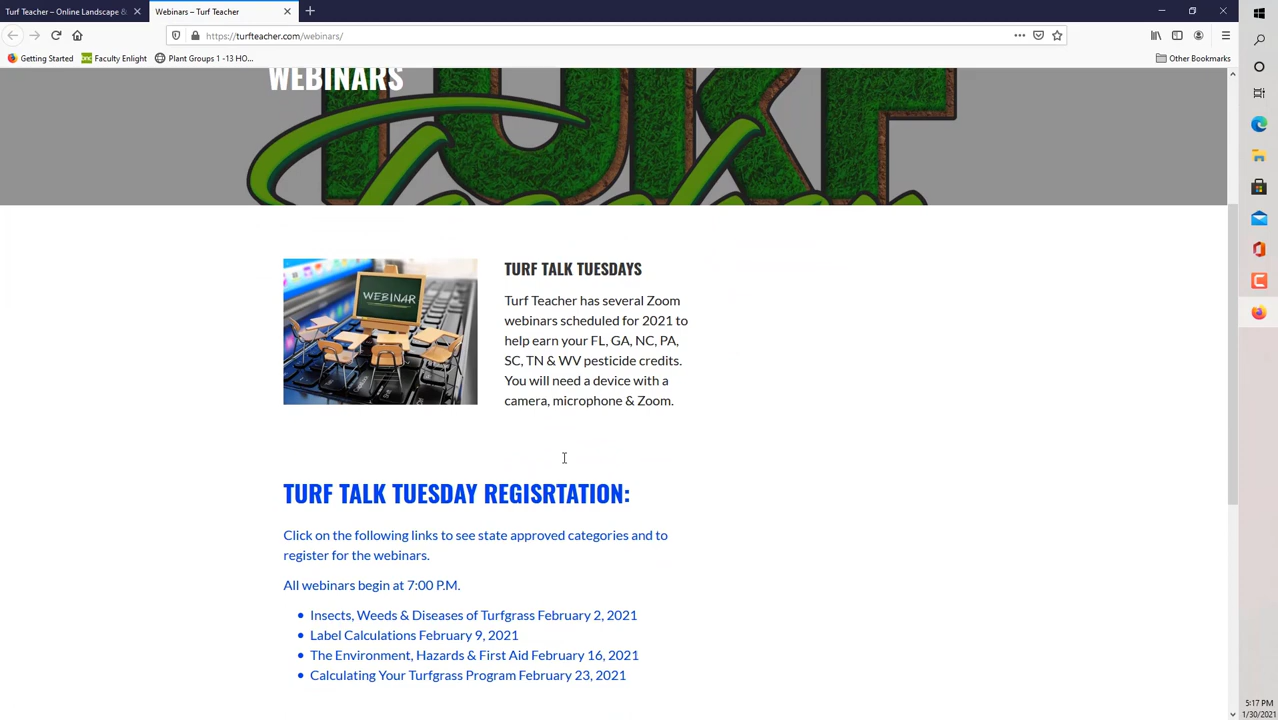 Turf Teacher – Online Landscape &
Webinars – Turf Teacher
https://turfteacher.com/webinars/
Getting Started
Faculty Enlight
Plant Groups 1 -13 HO...
Other Bookmarks
WEBINARS
TURF
WEBINAR
TURF TALK TUESDAYS
Turf Teacher has several Zoom
webinars scheduled for 2021 to
help earn your FL, GA, NC, PA,
SC, TN & WV pesticide credits.
You will need a device with a
camera, microphone & Zoom.
TURF TALK TUESDAY REGISRTATION:
Click on the following links to see state approved categories and to
register for the webinars.
All webinars begin at 7:00 P.M.
• Insects, Weeds & Diseases of Turfgrass February 2, 2021
• Label Calculations February 9, 2021
• The Environment, Hazards & First Aid February 16, 2021
• Calculating Your Turfgrass Program February 23, 2021
5:17 PM
1/30/2021